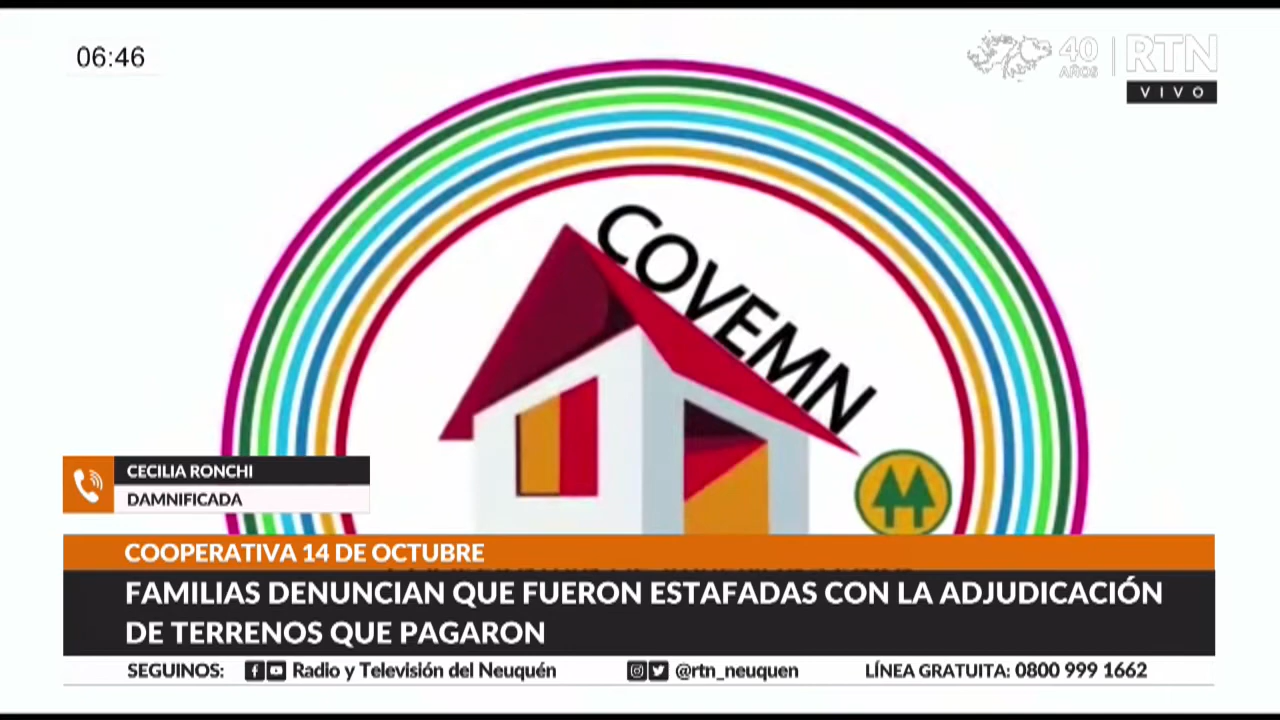 06:46
40
AÑOS
RTN
VIVO
COVEMN
CECILIA RONCHI
DAMNIFICADA
COOPERATIVA 14 DE OCTUBRE
FAMILIAS DENUNCIAN QUE FUERON ESTAFADAS CON LA ADJUDICACIÓN
DE TERRENOS QUE PAGARON
SEGUINOS: Radio y Televisión del Neuquén @rtn_neuquen LÍNEA GRATUITA: 0800 999 1662